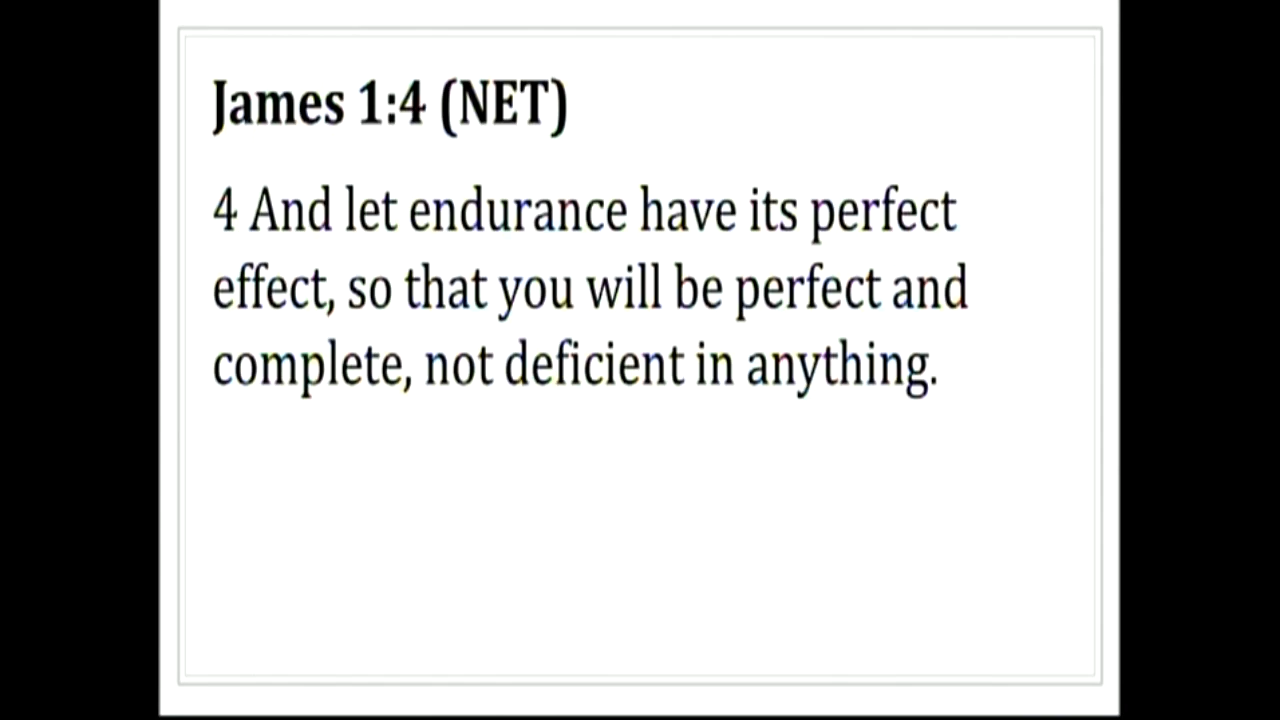 James 1:4 (NET)
4 And let endurance have its perfect
effect, so that you will be perfect and
complete, not deficient in anything.